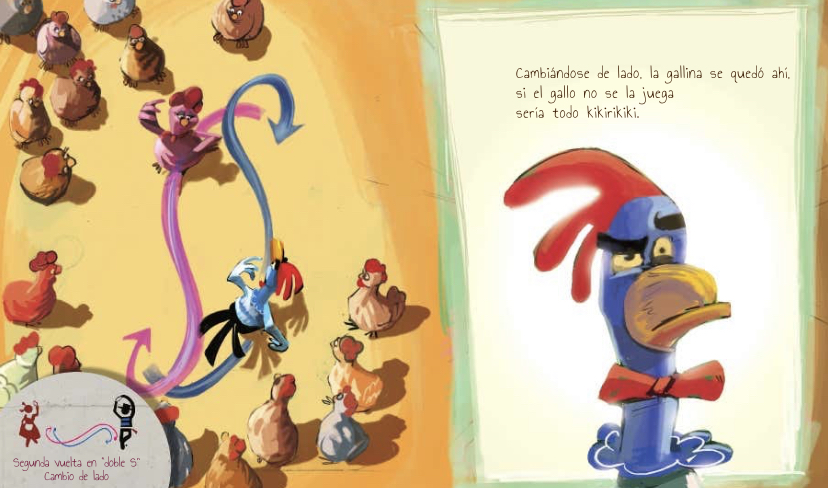 Cambiándose de lado, la gallina se quedó ahí,
si el gallo no se la juega
sería todo kikirikiki.
Segunda vuelta en "doble S"
Cambio de lado